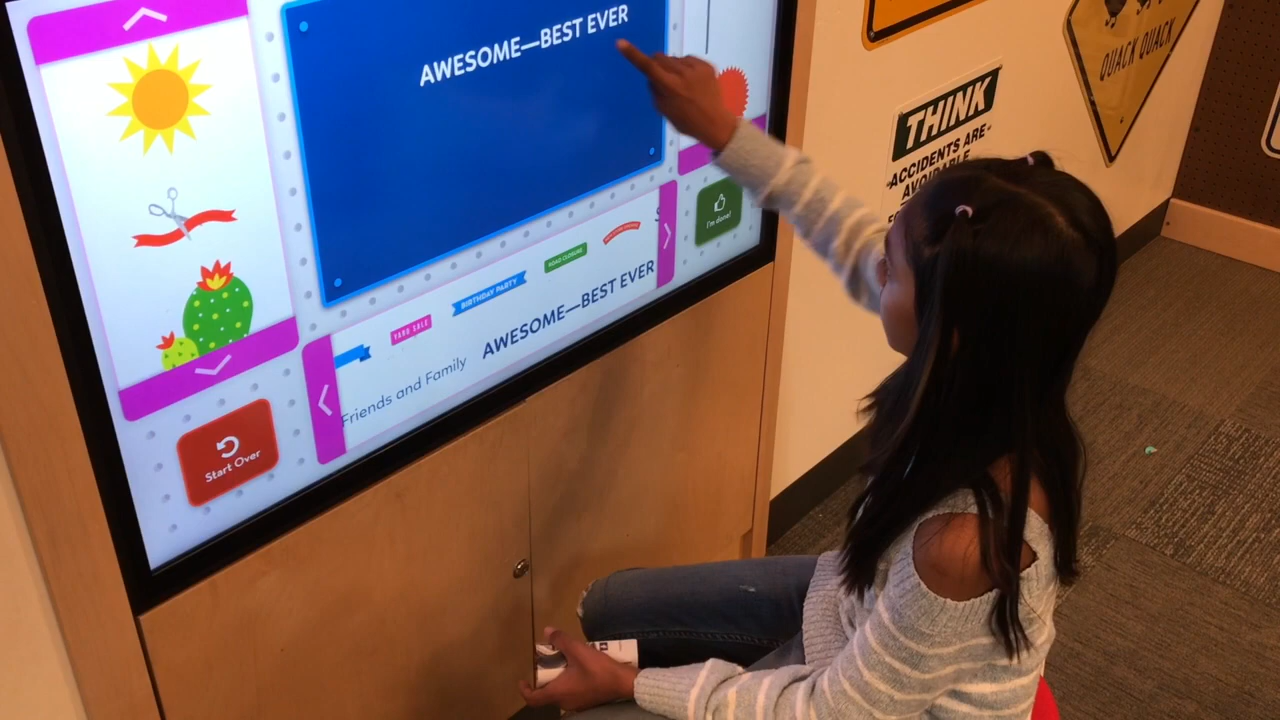 AWESOME—BEST EVER
I'm done!
ROAD CLOSURE
BIRTHDAY PARTY
YARD SALE
AWESOME—BEST EVER
Friends and Family
Start Over
THINK
ACCIDENTS ARE
AVOIDABLE
QUACK QUACK